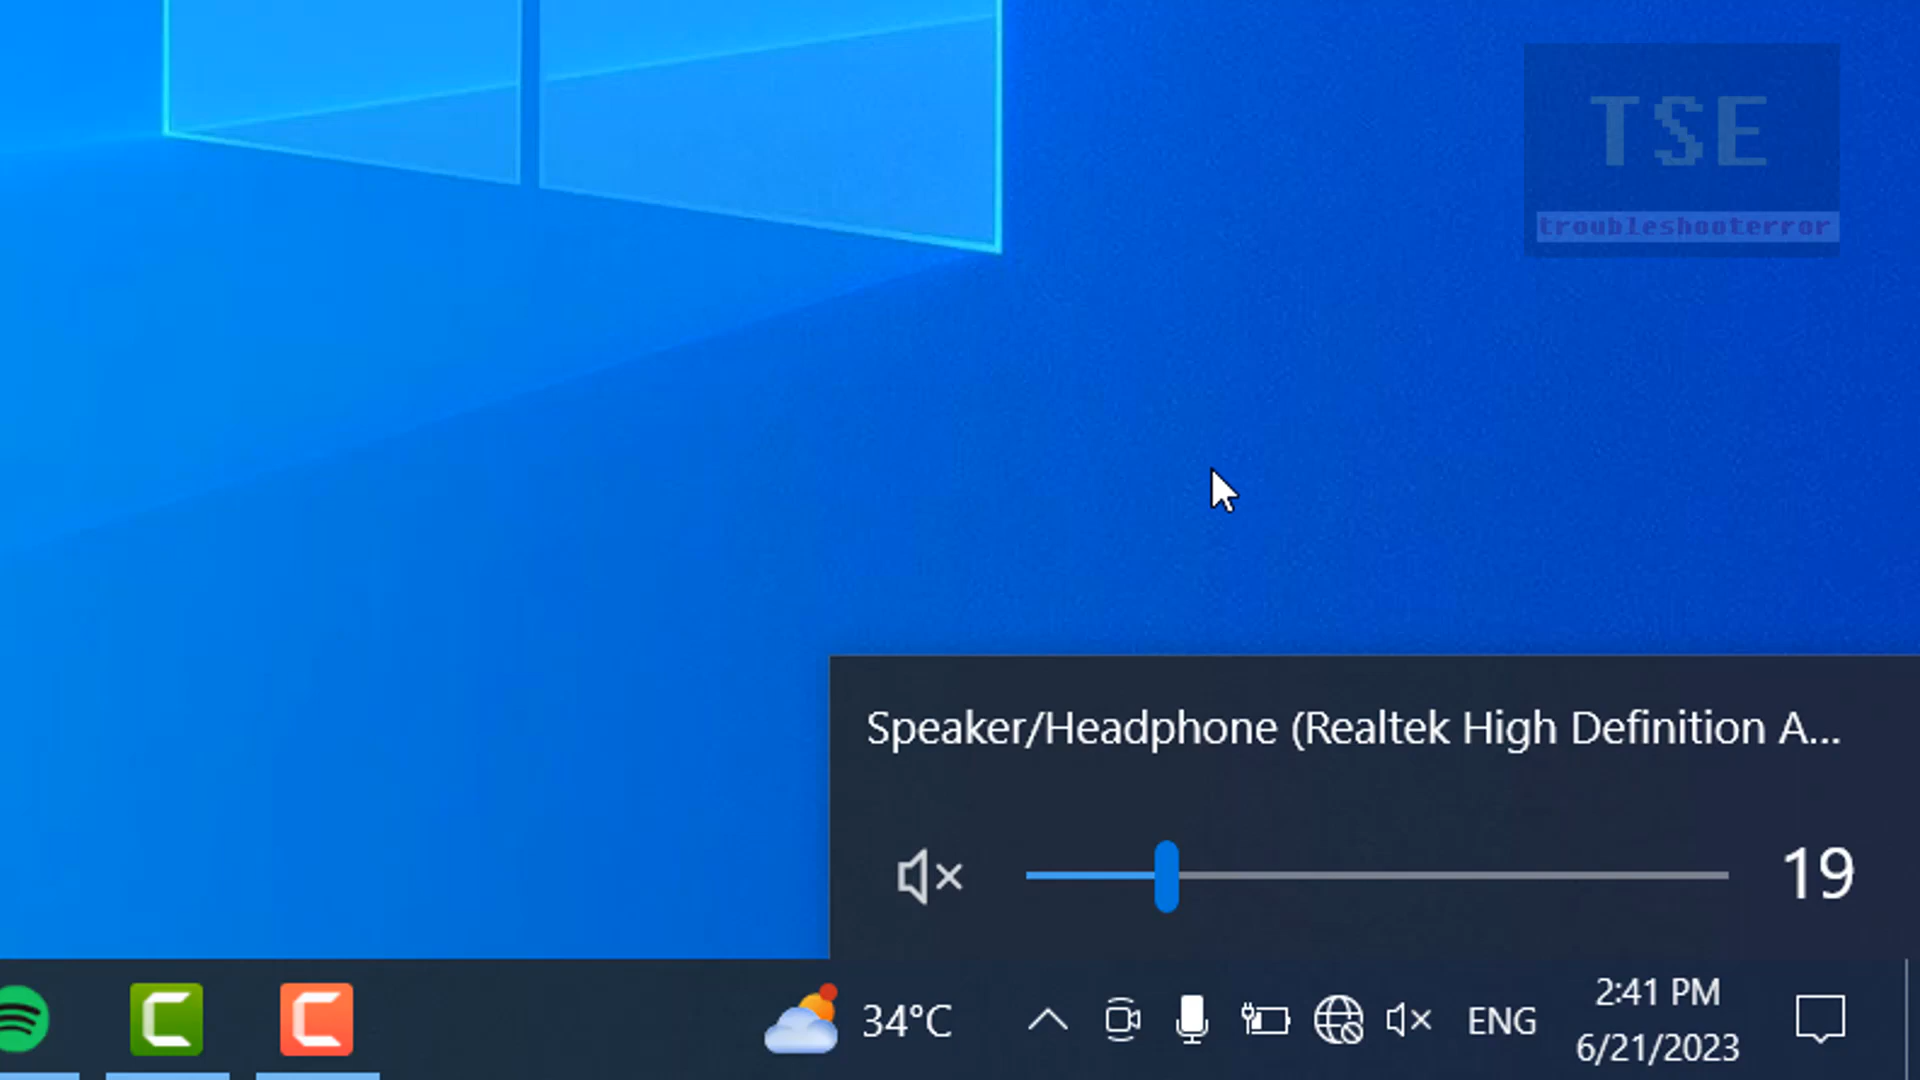 TSE
troubleshooterror
Speaker/Headphone (Realtek High Definition A...
19
34°C
ENG
2:41 PM
6/21/2023